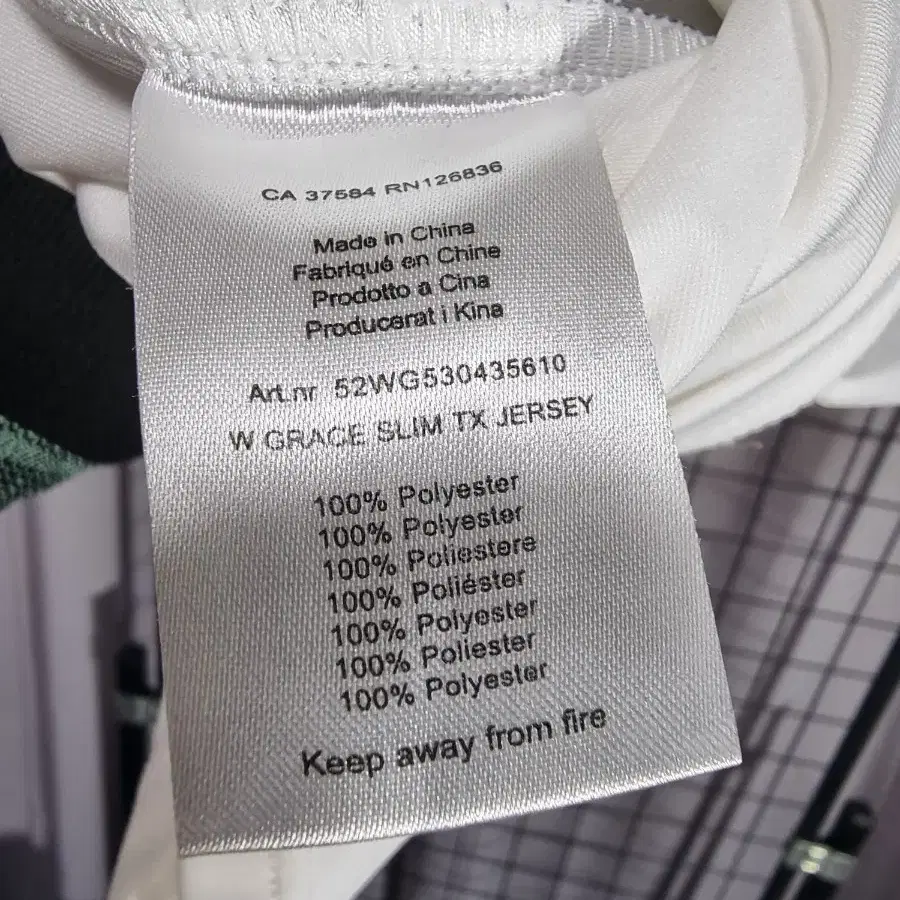 CA 37584 RN126836
Made in China
Fabriqué en Chine
Prodotto a Cina
Producerat i Kina
Art.nr 52WG530435610
W GRACE SLIM TX JERSEY
100% Polyester
100% Polyester
100% Poliestere
100% Poliéster
100% Polyester
100% Poliester
100% Polyester
Keep away from fire